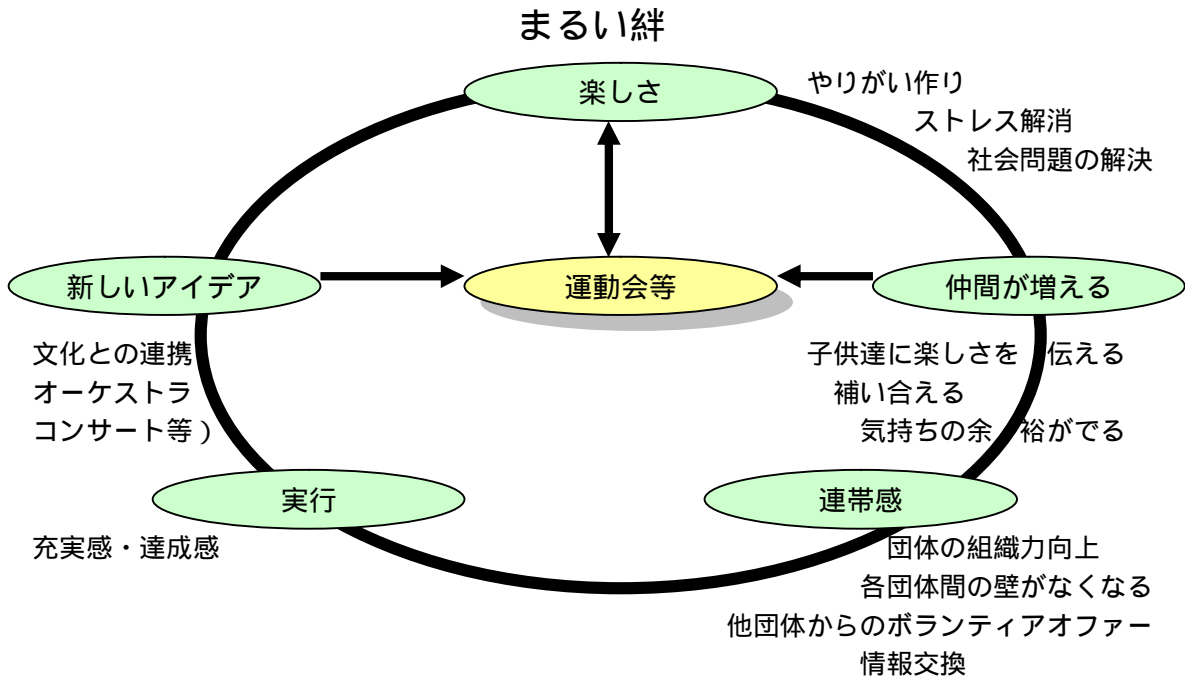 まるい絆
楽しさ
やりがい作り
ストレス解消
社会問題の解決
新しいアイデア
運動会等
仲間が増える
文化との連携
オーケストラ
コンサート等）
子供達に楽しさを 伝える
補い合える
気持ちの余 裕がでる
実行
連帯感
充実感・達成感
団体の組織力向上
各団体間の壁がなくなる
他団体からのボランティアオファー
情報交換